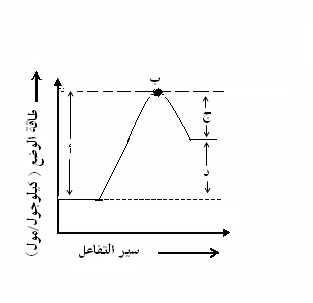 ب
أ
د
طاقة الوضع ( كيلوجول/مول)
سير التفاعل